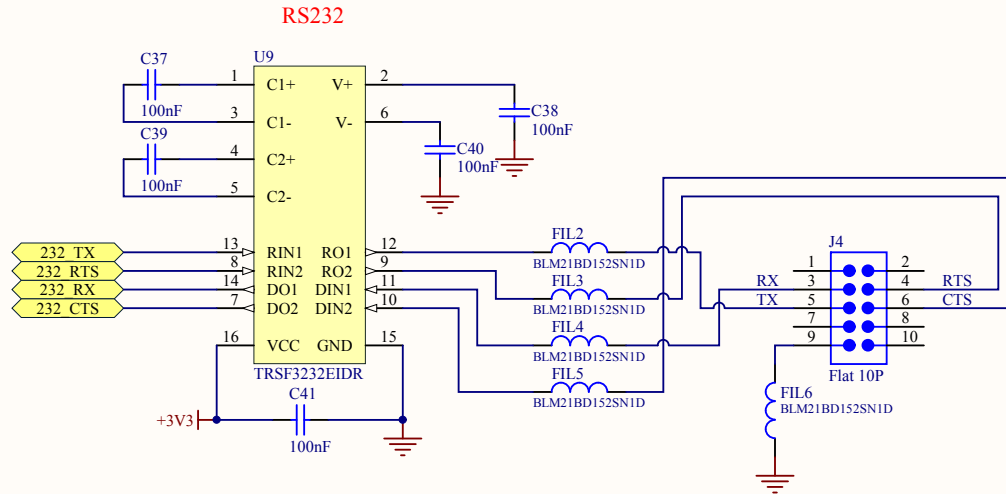 RS232
U9
C37
100nF
1 C1+ V+ 2
3 C1- V- 6
C38
100nF
C39
100nF
4 C2+
C40
100nF
5 C2-
232_TX 13 RIN1 RO1 12
FIL2
BLM21BD152SN1D
232_RTS 8 RIN2 RO2 9
FIL3
BLM21BD152SN1D
232_RX 14 DO1 DIN1 11
FIL4
BLM21BD152SN1D
232_CTS 7 DO2 DIN2 10
FIL5
BLM21BD152SN1D
16 VCC GND 15
TRSF3232EIDR
+3V3
C41
100nF
J4
1 2
RX 3 4 RTS
TX 5 6 CTS
7 8
9 10
Flat 10P
FIL6
BLM21BD152SN1D